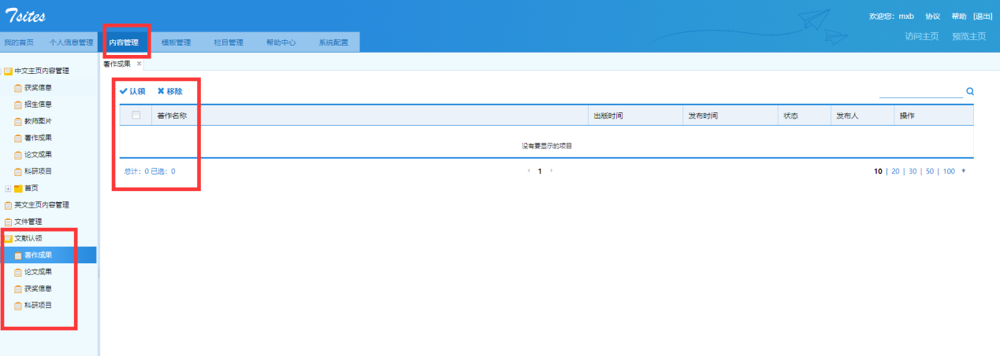 Tsites
欢迎您：mxb 协议 帮助 [退出]
我的首页 个人信息管理 内容管理 模板管理 栏目管理 帮助中心 系统配置
访问主页 预览主页
著作成果
中文主页内容管理
获奖信息
招生信息
教师图片
著作成果
论文成果
科研项目
首页
英文主页内容管理
文件管理
文献认领
著作成果
论文成果
获奖信息
科研项目
认领 移除
著作名称 出版时间 发布时间 状态 发布人 操作
没有要显示的项目
总计：0 已选：0
1
10 | 20 | 30 | 50 | 100